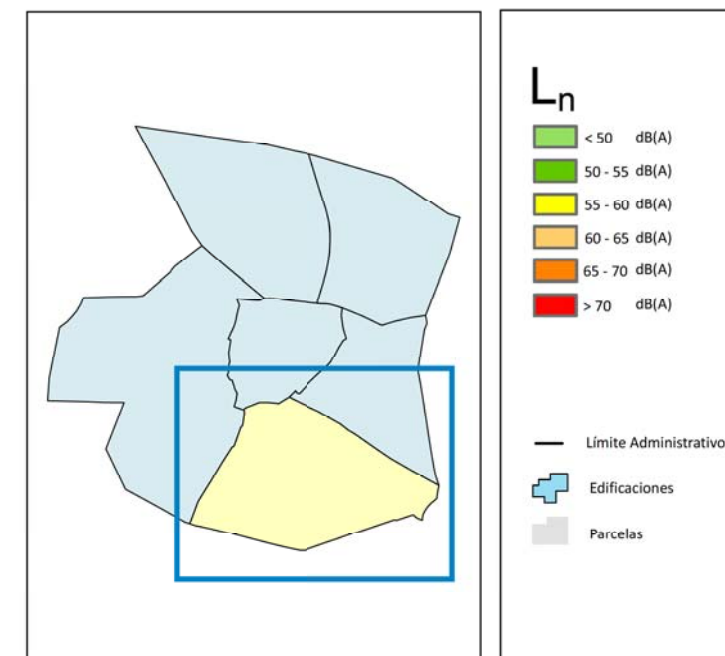 Ln
< 50 dB(A)
50 - 55 dB(A)
55 - 60 dB(A)
60 - 65 dB(A)
65 - 70 dB(A)
> 70 dB(A)
Límite Administrativo
Edificaciones
Parcelas